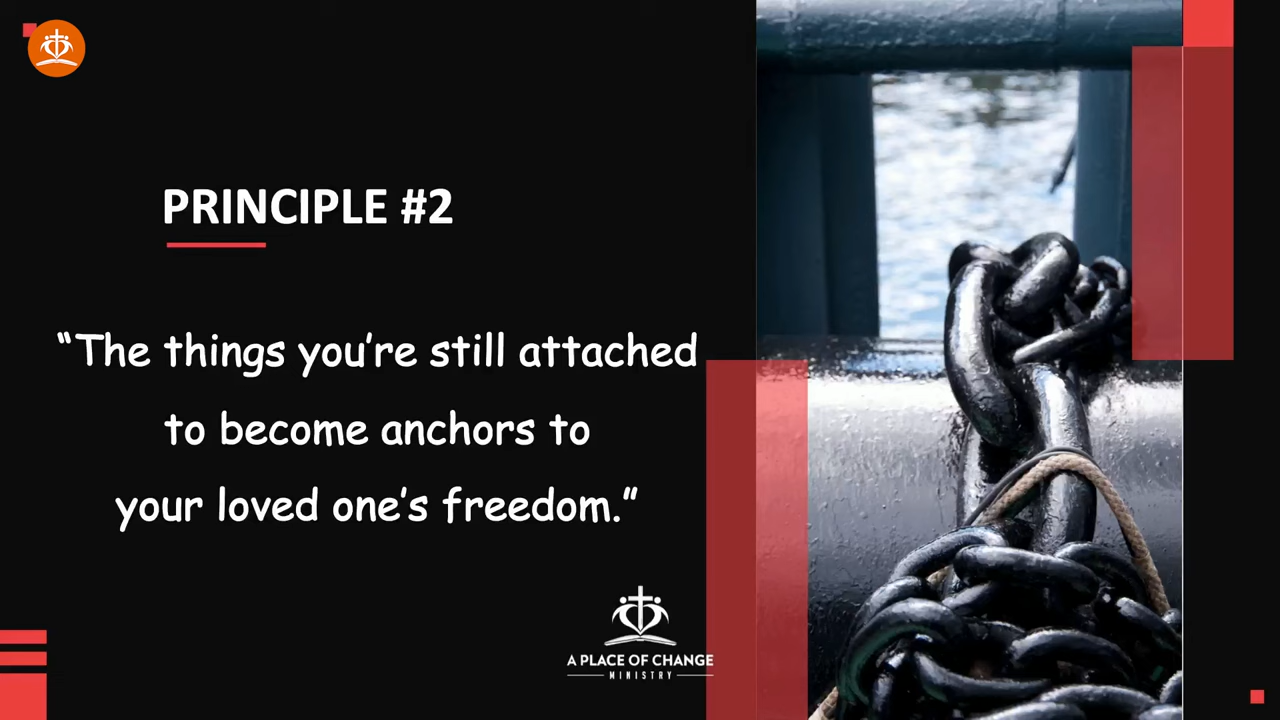 PRINCIPLE #2
“The things you’re still attached
to become anchors to
your loved one’s freedom.”
A PLACE OF CHANGE
MINISTRY